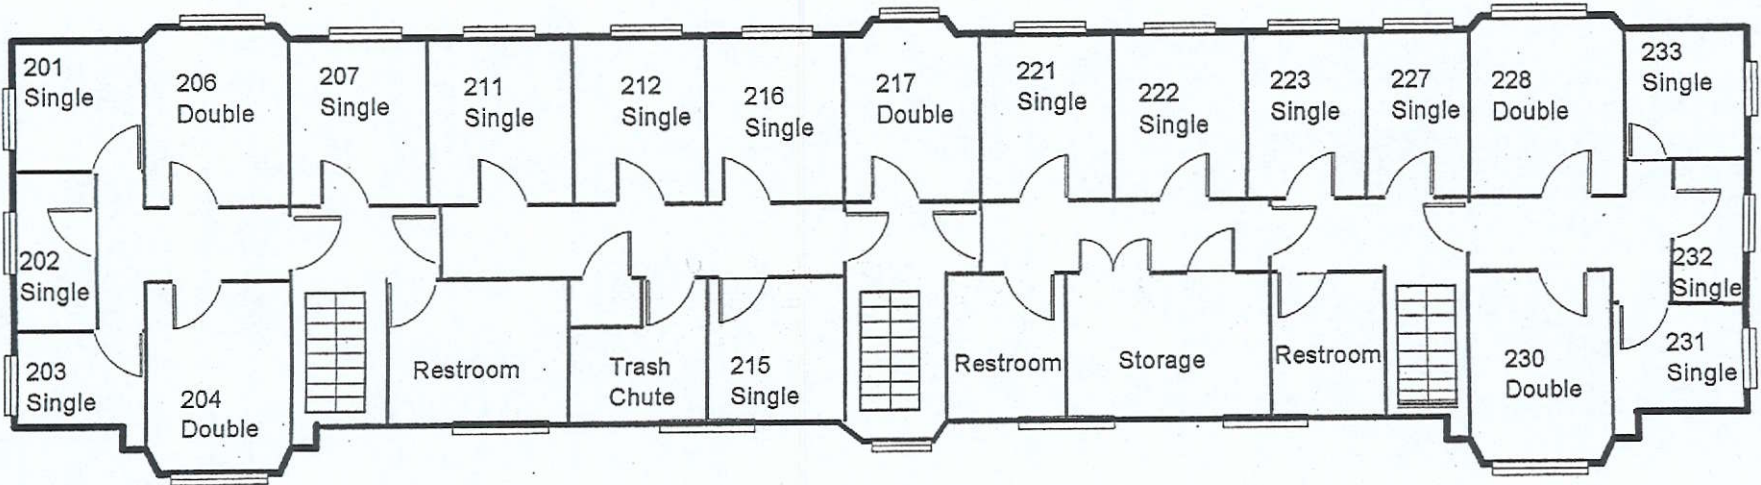 201
Single
206
Double
207
Single
211
Single
212
Single
216
Single
217
Double
221
Single
222
Single
223
Single
227
Single
228
Double
233
Single
202
Single
232
Single
203
Single
204
Double
Restroom
Trash
Chute
215
Single
Restroom
Storage
Restroom
230
Double
231
Single